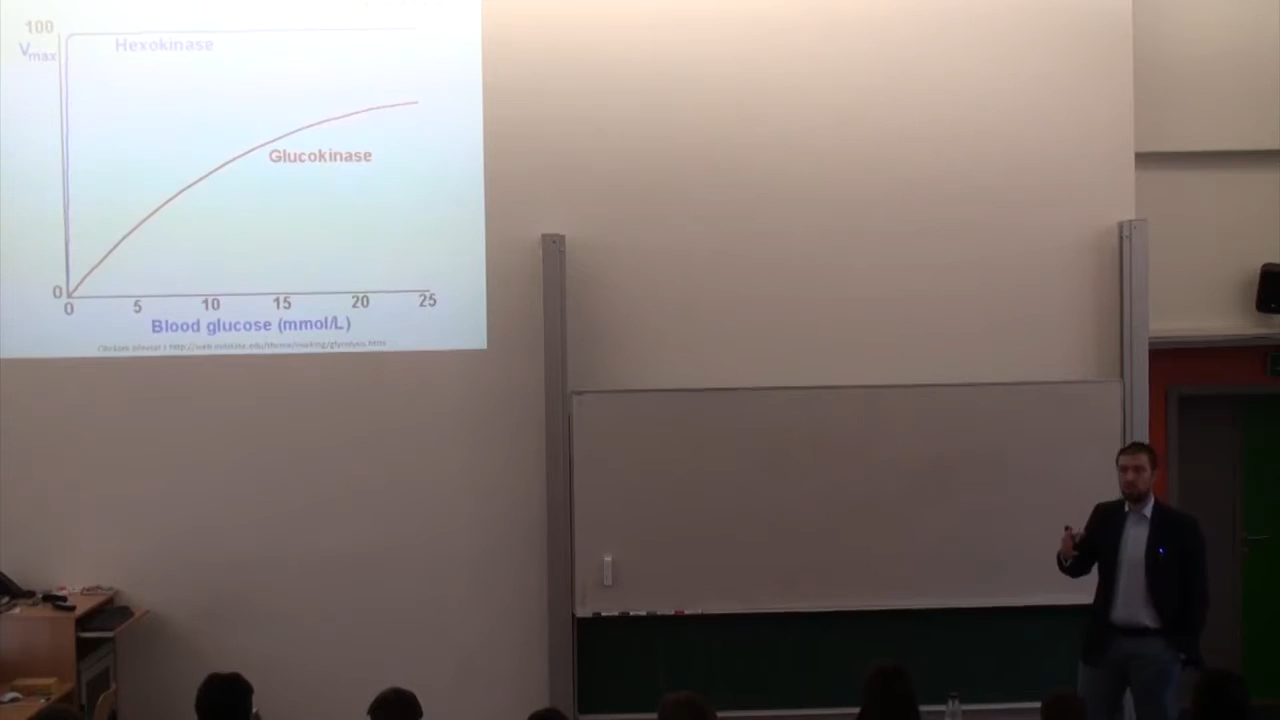 100
Vmax
Hexokinase
Glucokinase
0
0 5 10 15 20 25
Blood glucose (mmol/L)